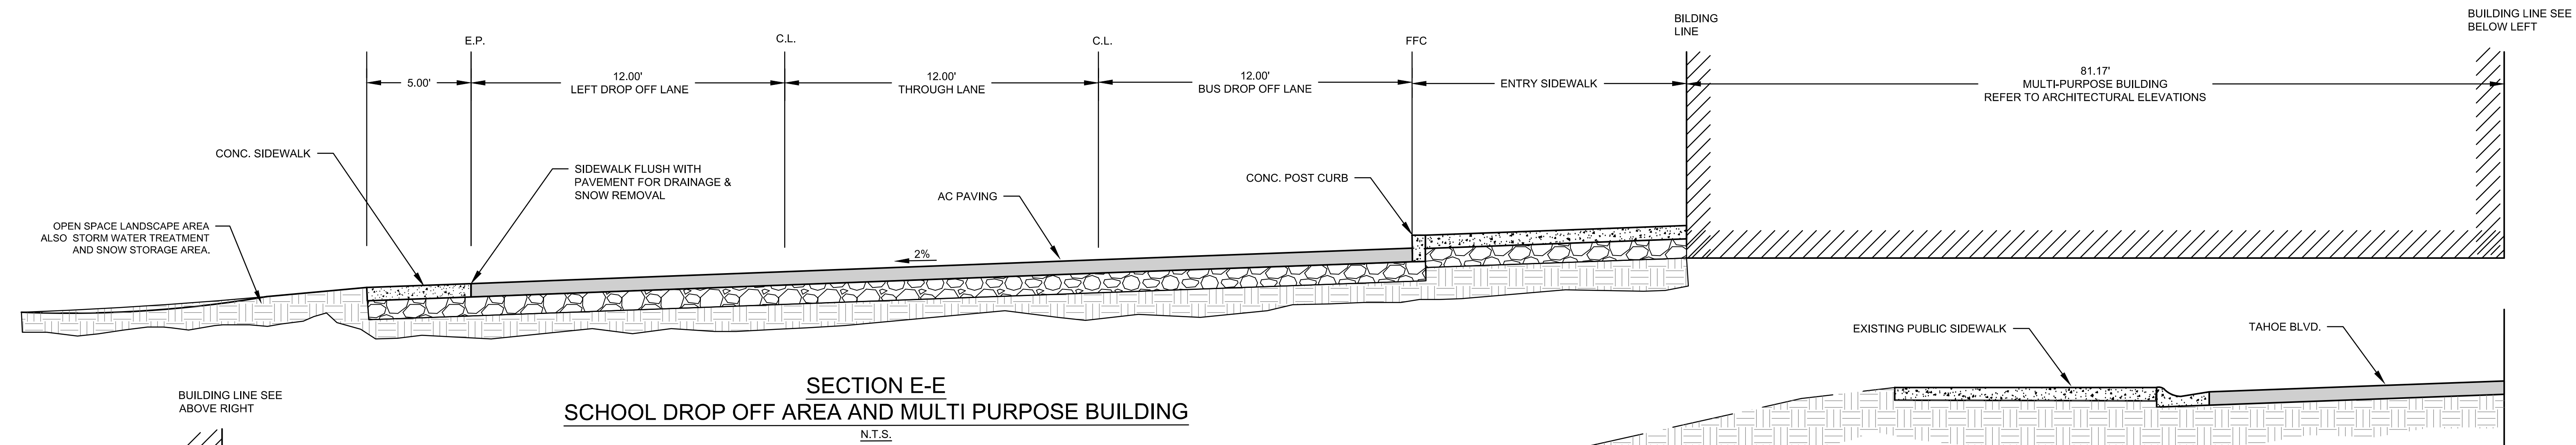 BILDING
LINE
BUILDING LINE SEE
BELOW LEFT
E.P.
C.L.
C.L.
FFC
5.00'
12.00'
LEFT DROP OFF LANE
12.00'
THROUGH LANE
12.00'
BUS DROP OFF LANE
ENTRY SIDEWALK
81.17'
MULTI-PURPOSE BUILDING
REFER TO ARCHITECTURAL ELEVATIONS
CONC. SIDEWALK
SIDEWALK FLUSH WITH
PAVEMENT FOR DRAINAGE &
SNOW REMOVAL
AC PAVING
CONC. POST CURB
OPEN SPACE LANDSCAPE AREA
ALSO STORM WATER TREATMENT
AND SNOW STORAGE AREA.
2%
EXISTING PUBLIC SIDEWALK
TAHOE BLVD.
BUILDING LINE SEE
ABOVE RIGHT
SECTION E-E
SCHOOL DROP OFF AREA AND MULTI PURPOSE BUILDING
N.T.S.